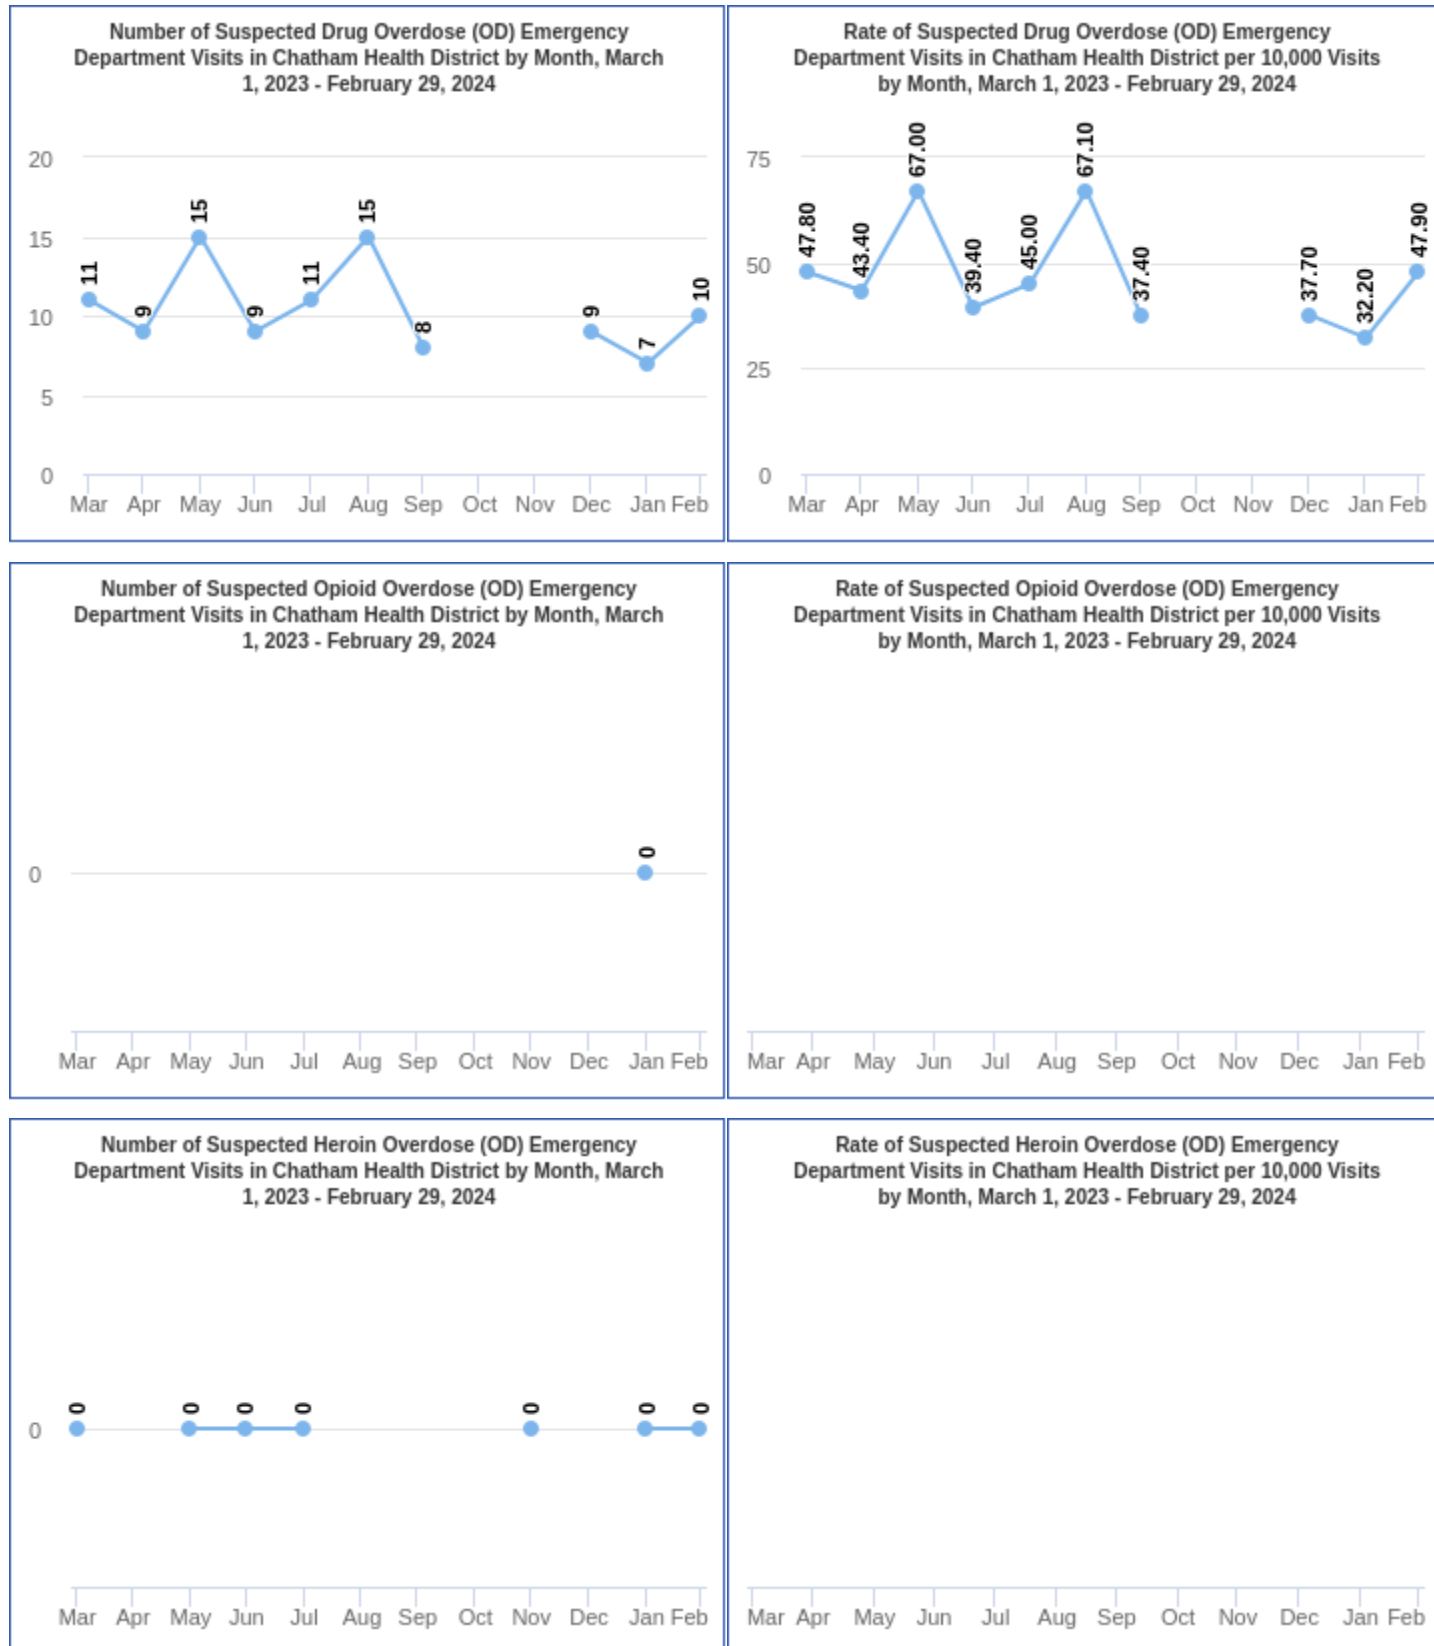 Number of Suspected Drug Overdose (OD) Emergency
Department Visits in Chatham Health District by Month, March
1, 2023 - February 29, 2024
20
15
10
5
0
11
9
15
9
11
15
8
9
7
10
Mar Apr May Jun Jul Aug Sep Oct Nov Dec Jan Feb
Rate of Suspected Drug Overdose (OD) Emergency
Department Visits in Chatham Health District per 10,000 Visits
by Month, March 1, 2023 - February 29, 2024
75
50
25
0
47.80
43.40
67.00
39.40
45.00
67.10
37.40
37.70
32.20
47.90
Mar Apr May Jun Jul Aug Sep Oct Nov Dec Jan Feb
Number of Suspected Opioid Overdose (OD) Emergency
Department Visits in Chatham Health District by Month, March
1, 2023 - February 29, 2024
0
0
Mar Apr May Jun Jul Aug Sep Oct Nov Dec Jan Feb
Rate of Suspected Opioid Overdose (OD) Emergency
Department Visits in Chatham Health District per 10,000 Visits
by Month, March 1, 2023 - February 29, 2024
Mar Apr May Jun Jul Aug Sep Oct Nov Dec Jan Feb
Number of Suspected Heroin Overdose (OD) Emergency
Department Visits in Chatham Health District by Month, March
1, 2023 - February 29, 2024
0
0
0
0
0
0
0
0
Mar Apr May Jun Jul Aug Sep Oct Nov Dec Jan Feb
Rate of Suspected Heroin Overdose (OD) Emergency
Department Visits in Chatham Health District per 10,000 Visits
by Month, March 1, 2023 - February 29, 2024
Mar Apr May Jun Jul Aug Sep Oct Nov Dec Jan Feb